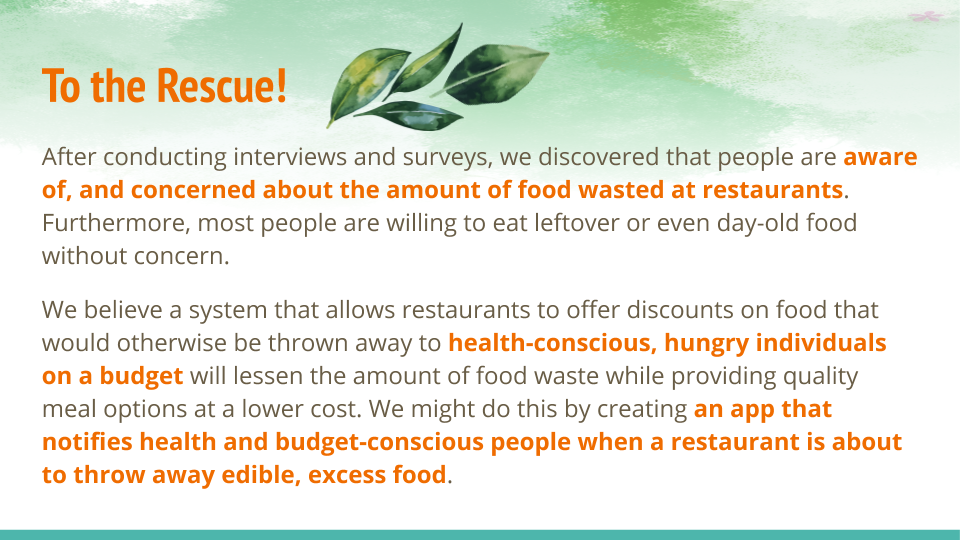 To the Rescue!
After conducting interviews and surveys, we discovered that people are aware
of, and concerned about the amount of food wasted at restaurants.
Furthermore, most people are willing to eat leftover or even day-old food
without concern.
We believe a system that allows restaurants to offer discounts on food that
would otherwise be thrown away to health-conscious, hungry individuals
on a budget will lessen the amount of food waste while providing quality
meal options at a lower cost. We might do this by creating an app that
notifies health and budget-conscious people when a restaurant is about
to throw away edible, excess food.